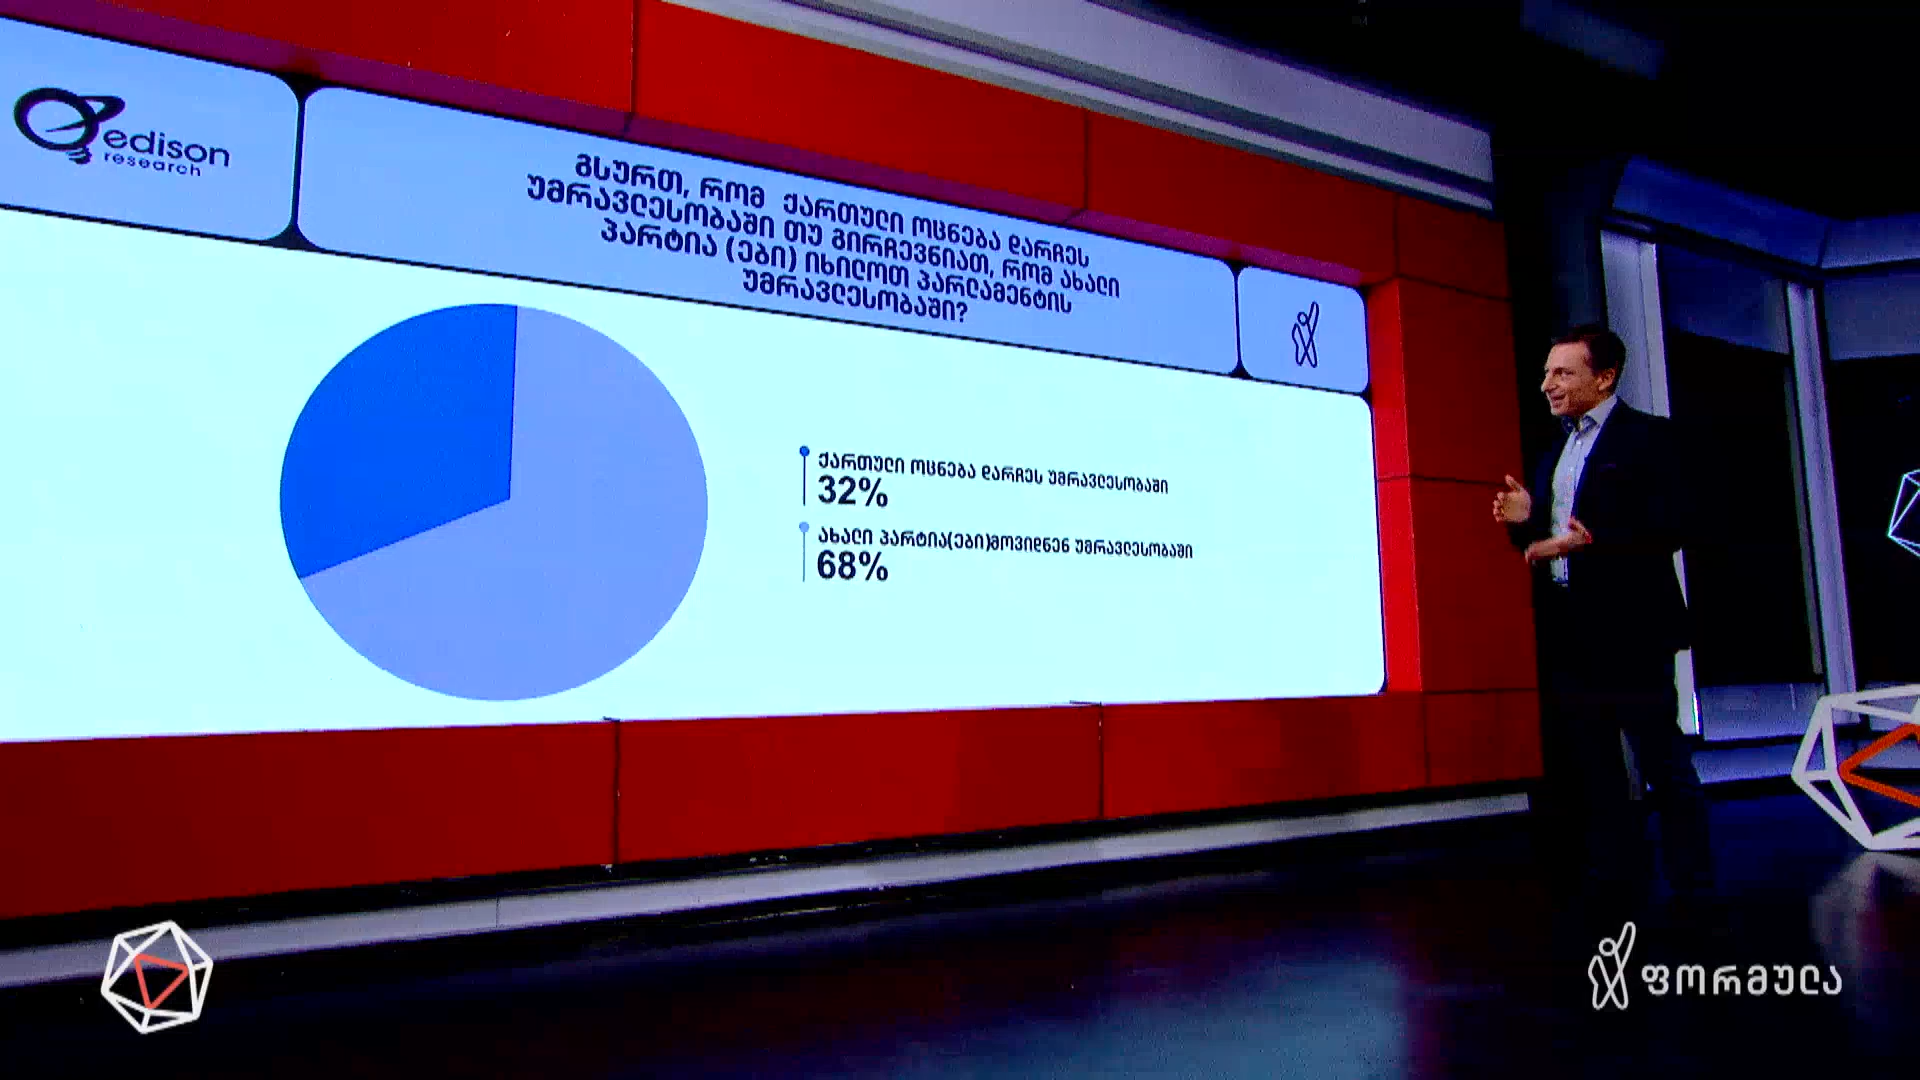 edison
research
გსურთ, რომ ქართული ოცნება დარჩეს
უმრავლესობაში თუ გირჩევნიათ, რომ ახალი
პარტია (ები) იხილოთ პარლამენტის
უმრავლესობაში?
ქართული ოცნება დარჩეს უმრავლესობაში
32%
ახალი პარტია(ები)მოვიდნენ უმრავლესობაში
68%
ფორმულა